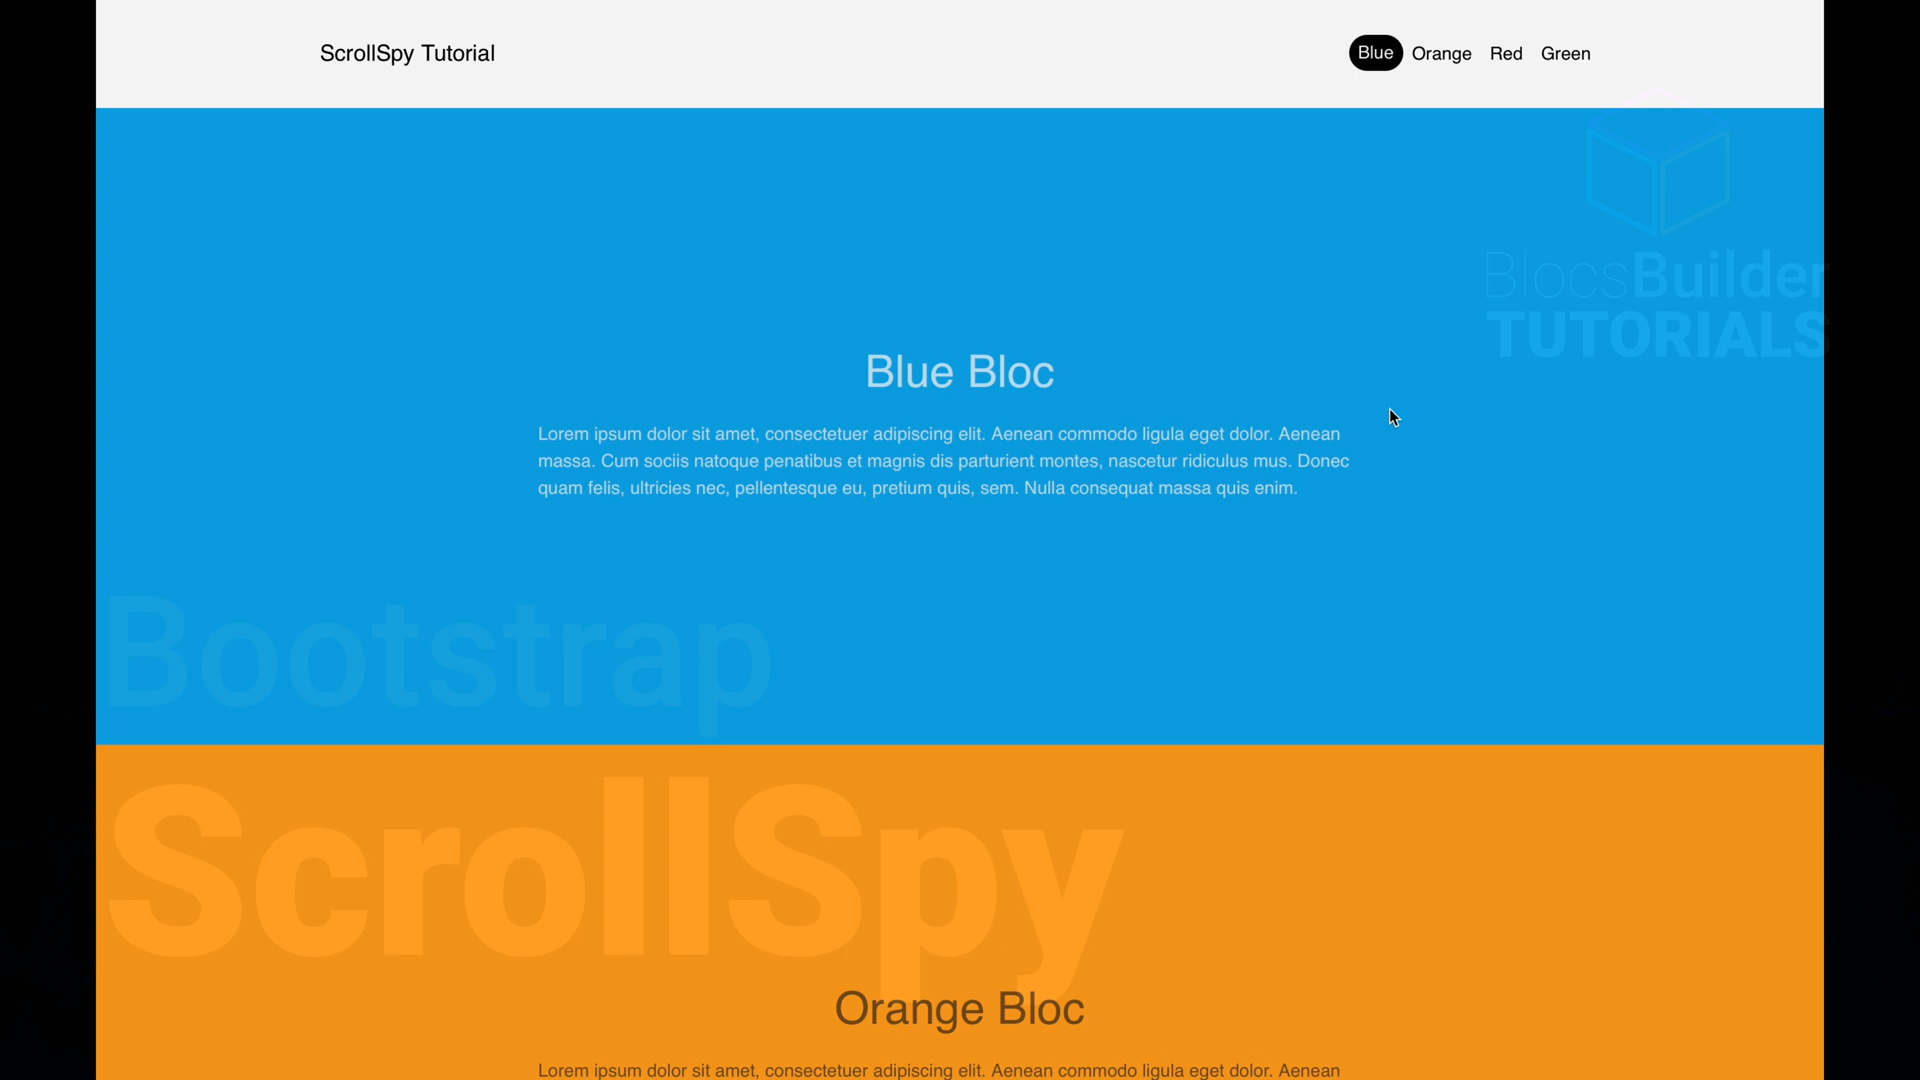 ScrollSpy Tutorial
Blue Orange Red Green
BlocsBuilder
TUTORIALS
Blue Bloc
Lorem ipsum dolor sit amet, consectetuer adipiscing elit. Aenean commodo ligula eget dolor. Aenean
massa. Cum sociis natoque penatibus et magnis dis parturient montes, nascetur ridiculus mus. Donec
quam felis, ultricies nec, pellentesque eu, pretium quis, sem. Nulla consequat massa quis enim.
Bootstrap
ScrollSpy
Orange Bloc
Lorem ipsum dolor sit amet, consectetuer adipiscing elit. Aenean commodo ligula eget dolor. Aenean